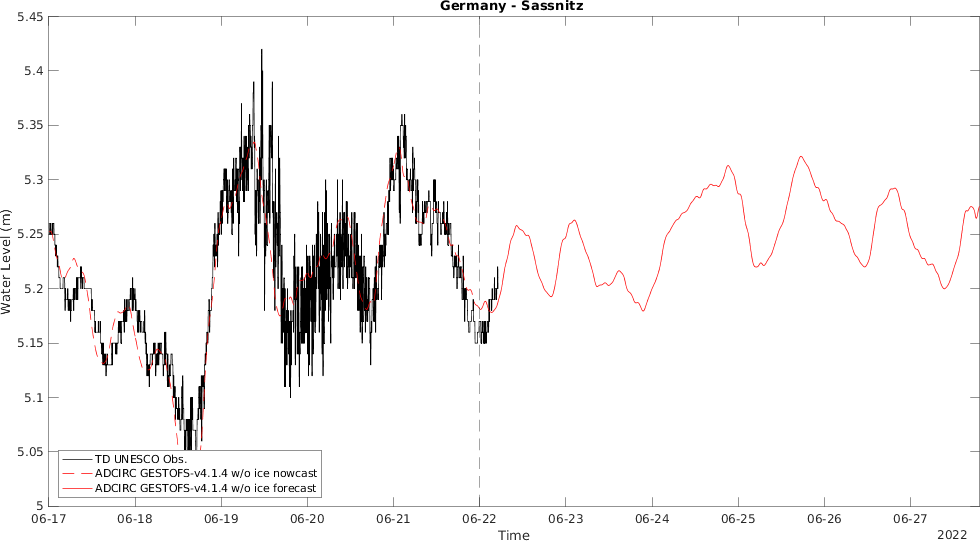 Germany - Sassnitz
5.45
5.4
5.35
5.3
5.25
5.2
5.15
5.1
5.05
5
Water Level (m)
TD UNESCO Obs.
ADCIRC GESTOFS-v4.1.4 w/o ice nowcast
ADCIRC GESTOFS-v4.1.4 w/o ice forecast
06-17 06-18 06-19 06-20 06-21 06-22 06-23 06-24 06-25 06-26 06-27
Time
2022